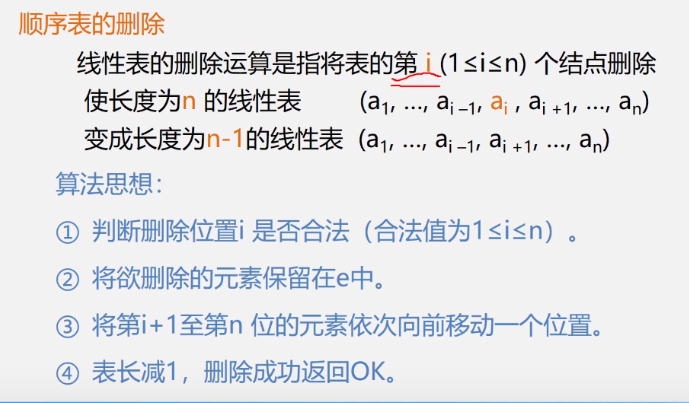 顺序表的删除
线性表的删除运算是指将表的第 i (1≤i≤n) 个结点删除
使长度为n 的线性表 (a1, ..., ai–1, ai , ai +1, ..., an)
变成长度为n-1的线性表 (a1, ..., ai–1, ai +1, ..., an)
算法思想：
① 判断删除位置i 是否合法（合法值为1≤i≤n）。
② 将欲删除的元素保留在e中。
③ 将第i+1至第n 位的元素依次向前移动一个位置。
④ 表长减1，删除成功返回OK。